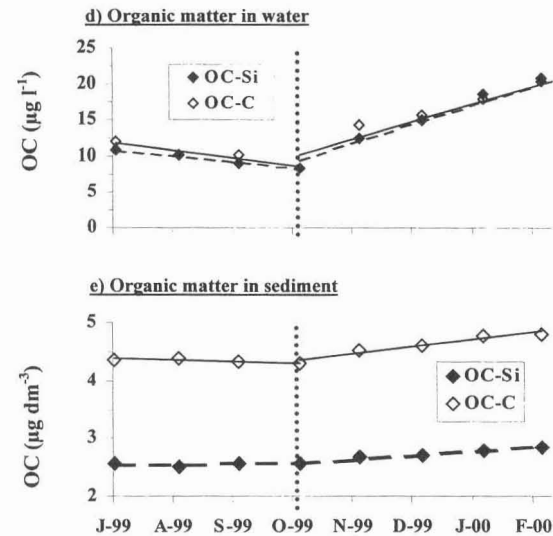 d) Organic matter in water
25
20
15
10
5
0
OC (µg l⁻¹)
OC-Si
OC-C
e) Organic matter in sediment
5
4
3
2
OC (µg dm⁻³)
OC-Si
OC-C
J-99 A-99 S-99 O-99 N-99 D-99 J-00 F-00